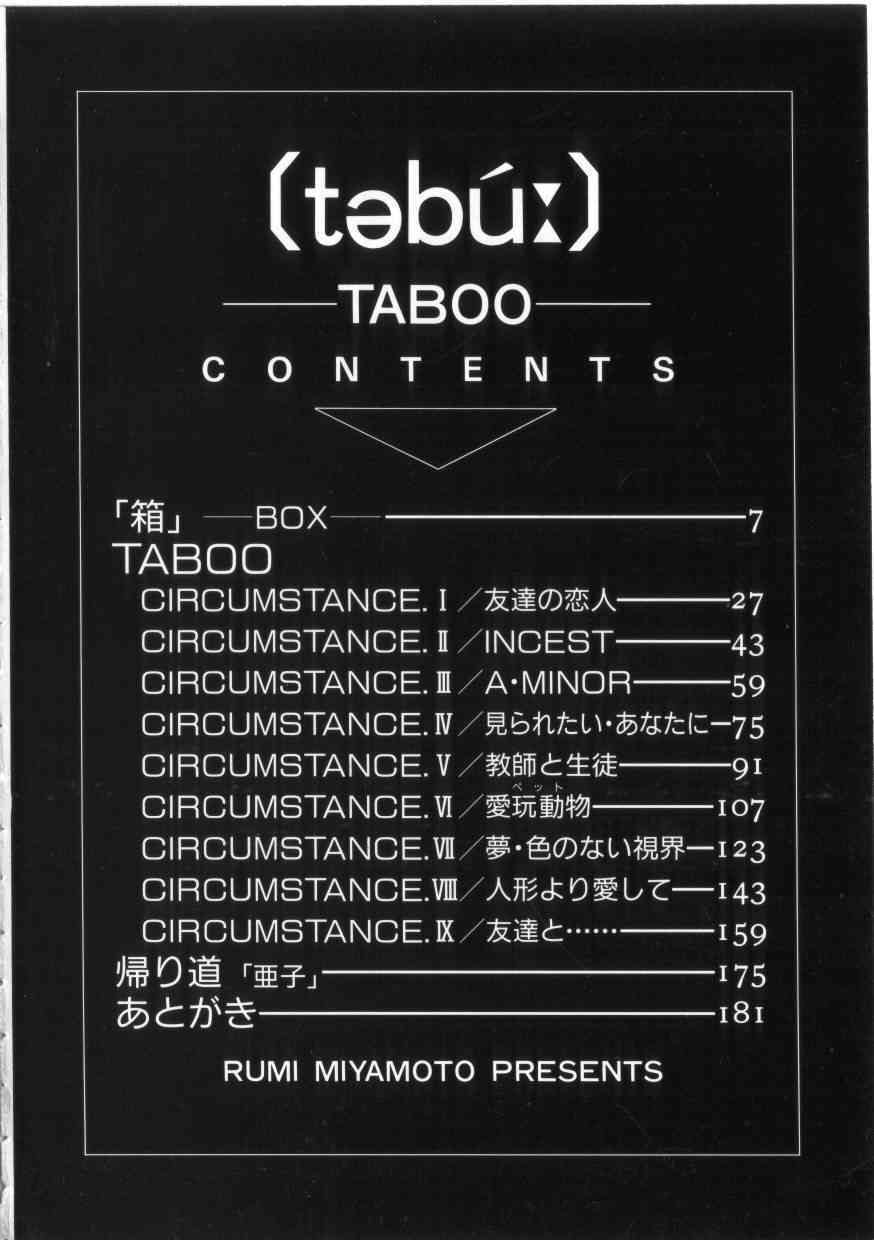 (təbúː)
TABOO
CONTENTS
「箱」 ——BOX—— 7
TABOO
CIRCUMSTANCE.Ⅰ／友達の恋人 27
CIRCUMSTANCE.Ⅱ／INCEST 43
CIRCUMSTANCE.Ⅲ／A・MINOR 59
CIRCUMSTANCE.Ⅳ／見られたい・あなたに 75
CIRCUMSTANCE.Ⅴ／教師と生徒 91
ペット
CIRCUMSTANCE.Ⅵ／愛玩動物 107
CIRCUMSTANCE.Ⅶ／夢・色のない視界 123
CIRCUMSTANCE.Ⅷ／人形より愛して 143
CIRCUMSTANCE.Ⅸ／友達と…… 159
帰り道「亜子」 175
あとがき 181
RUMI MIYAMOTO PRESENTS